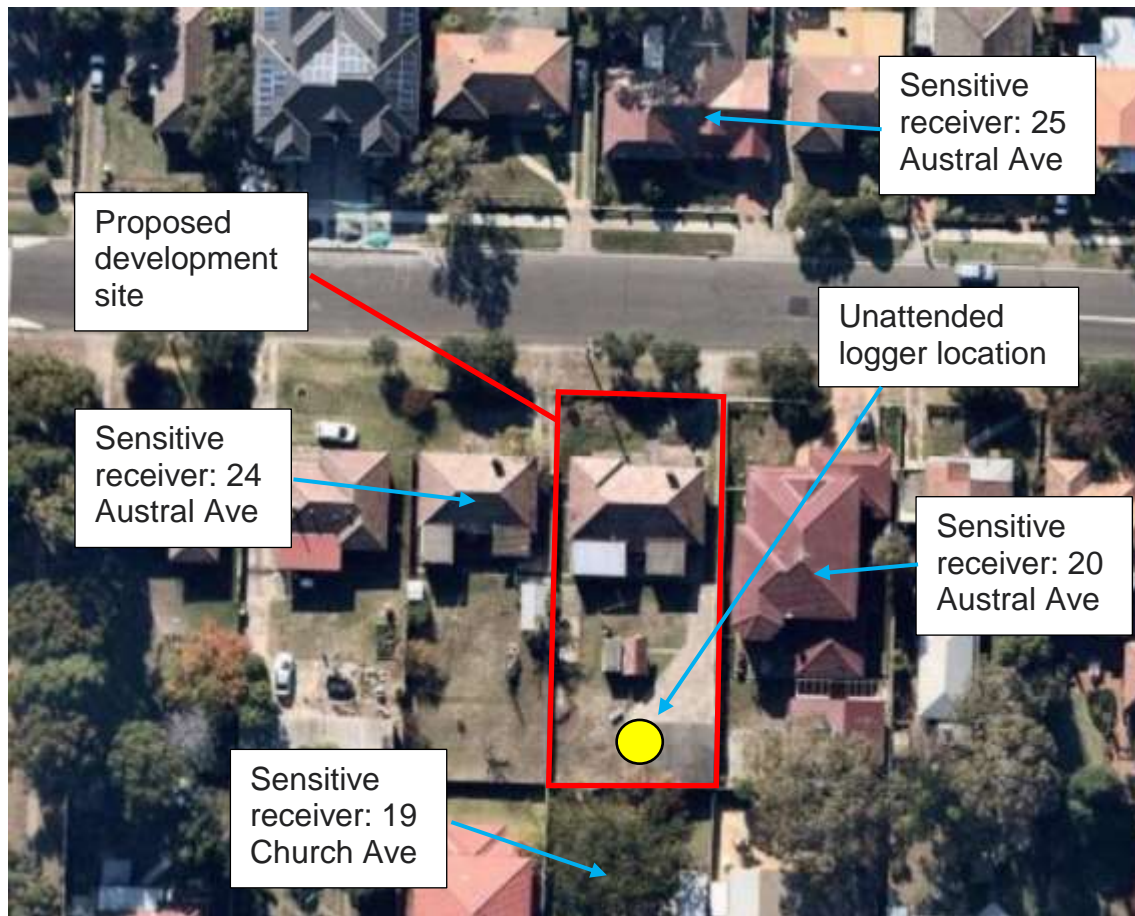 Sensitive
receiver: 25
Austral Ave
Proposed
development
site
Unattended
logger location
Sensitive
receiver: 24
Austral Ave
Sensitive
receiver: 20
Austral Ave
Sensitive
receiver: 19
Church Ave